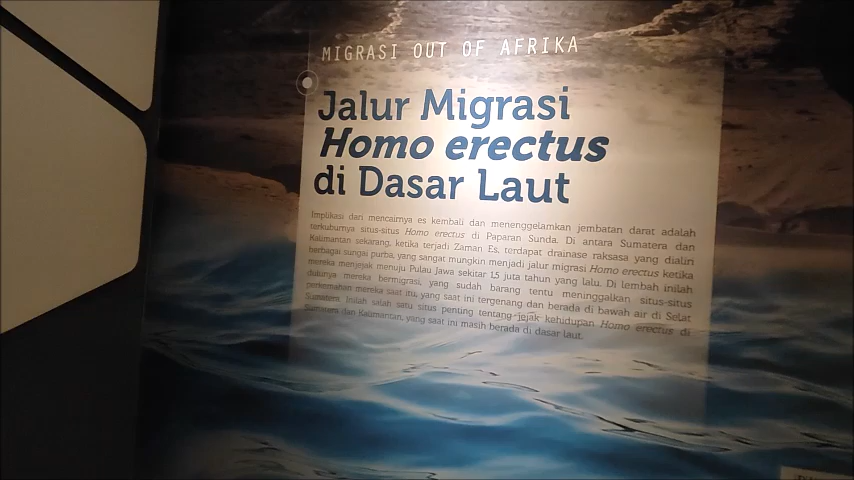 MIGRASI OUT OF AFRIKA
Jalur Migrasi
Homo erectus
di Dasar Laut
Implikasi dari mencairnya es kembali dan menenggelamkan jembatan darat adalah
terkuburnya situs-situs Homo erectus di Paparan Sunda. Di antara Sumatera dan
Kalimantan sekarang, ketika terjadi Zaman Es, terdapat drainase raksasa yang dialiri
berbagai sungai purba, yang sangat mungkin menjadi jalur migrasi Homo erectus ketika
mereka menjejak menuju Pulau Jawa sekitar 1,5 juta tahun yang lalu. Di lembah inilah
dulunya mereka bermigrasi, yang sudah barang tentu meninggalkan situs-situs
perkemahan mereka saat itu, yang saat ini tergenang dan berada di bawah air di Selat
Sumatera. Inilah salah satu situs penting tentang jejak kehidupan Homo erectus di
Sumatera dan Kalimantan, yang saat ini masih berada di dasar laut.